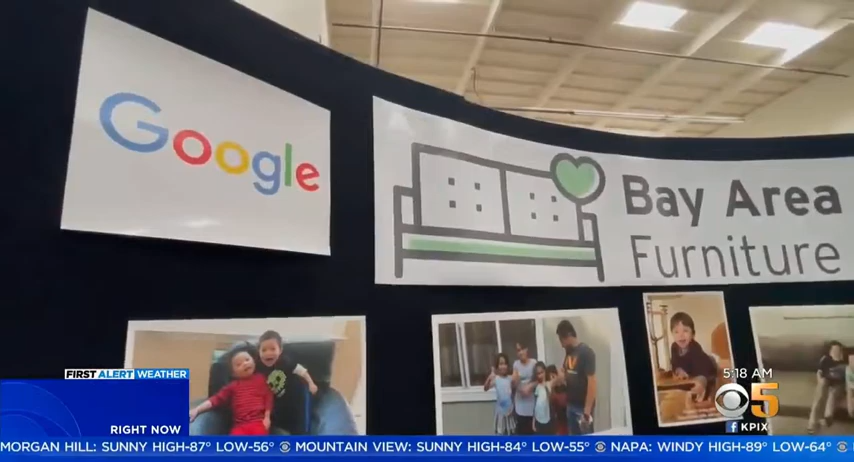 Google
Bay Area
Furniture
FIRST ALERT WEATHER
RIGHT NOW
5:18 AM
5
KPIX
MORGAN HILL: SUNNY HIGH-87° LOW-56° MOUNTAIN VIEW: SUNNY HIGH-84° LOW-55° NAPA: WINDY HIGH-89° LOW-64°